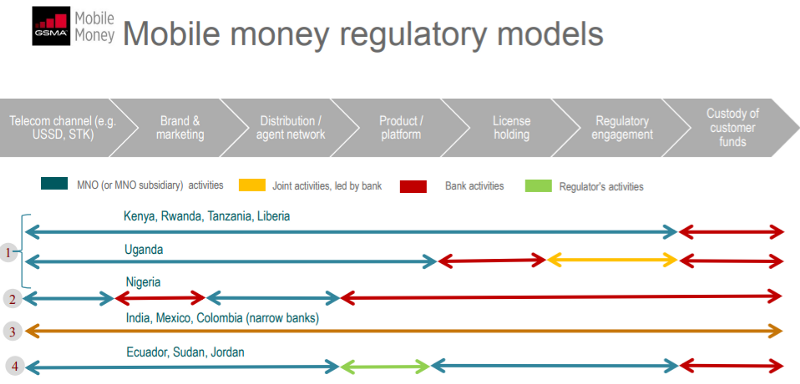 GSMA
Mobile
Money
Mobile money regulatory models
Telecom channel (e.g.
USSD, STK)
Brand &
marketing
Distribution /
agent network
Product /
platform
License
holding
Regulatory
engagement
Custody of
customer
funds
MNO (or MNO subsidiary) activities
Joint activities, led by bank
Bank activities
Regulator's activities
1
Kenya, Rwanda, Tanzania, Liberia
Uganda
2
Nigeria
3
India, Mexico, Colombia (narrow banks)
4
Ecuador, Sudan, Jordan